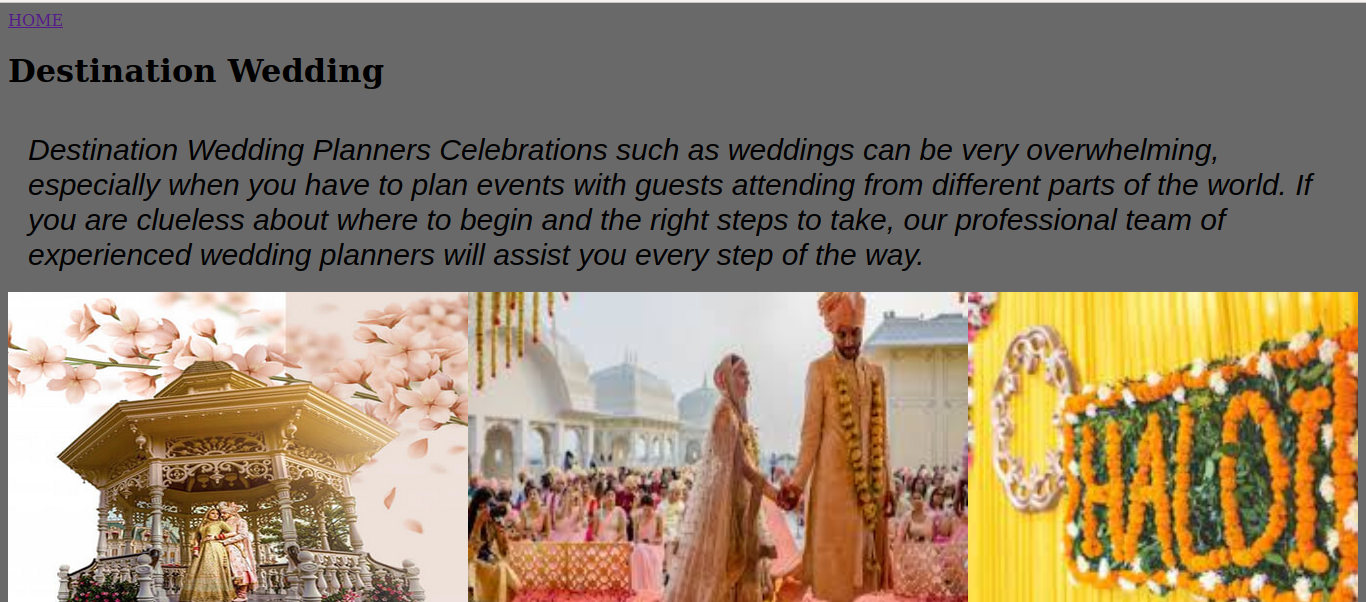 HOME
Destination Wedding
Destination Wedding Planners Celebrations such as weddings can be very overwhelming,
especially when you have to plan events with guests attending from different parts of the world. If
you are clueless about where to begin and the right steps to take, our professional team of
experienced wedding planners will assist you every step of the way.
HALDI